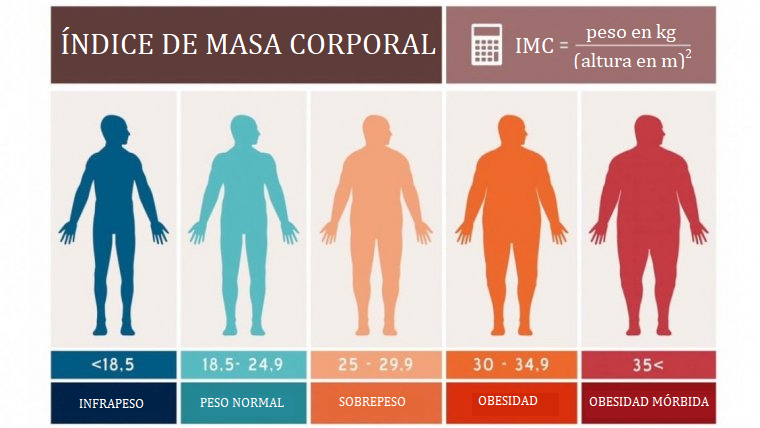 ÍNDICE DE MASA CORPORAL
IMC = peso en kg
(altura en m)²
<18,5
18,5- 24,9
25 - 29,9
30 - 34,9
35<
INFRAPESO
PESO NORMAL
SOBREPESO
OBESIDAD
OBESIDAD MÓRBIDA